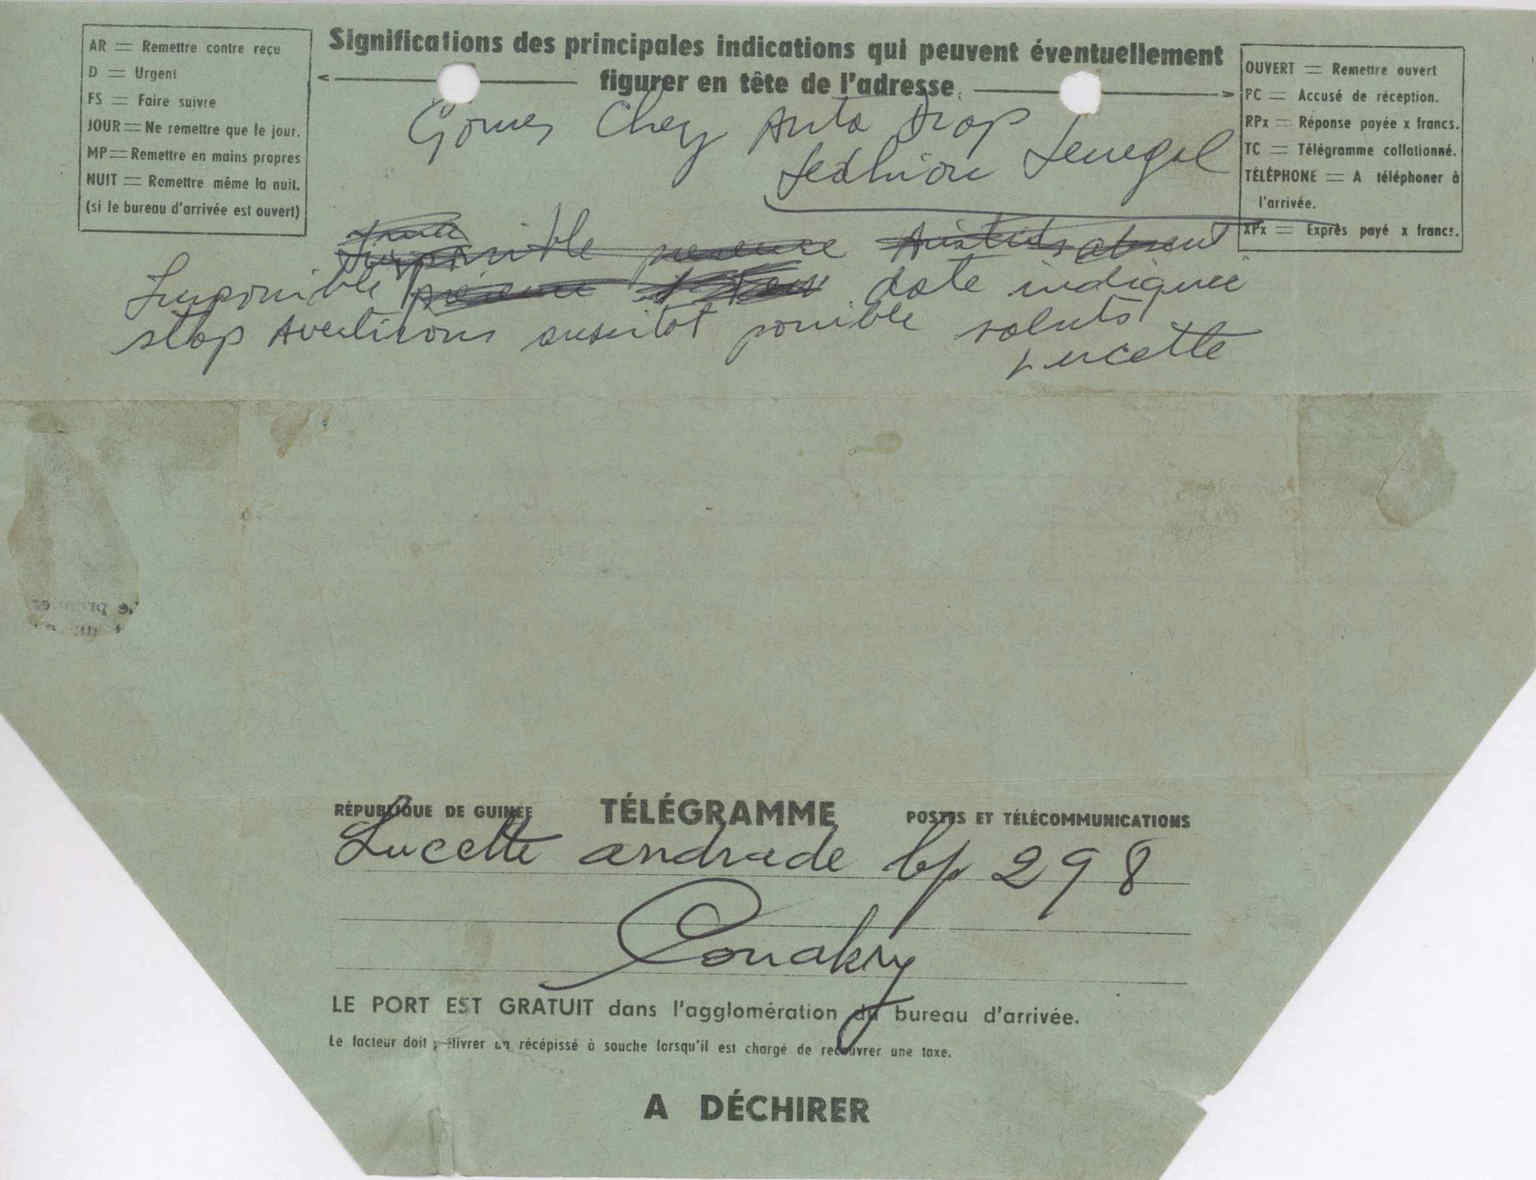 AR = Remettre contre reçu
D = Urgent
FS = Faire suivre
JOUR = Ne remettre que le jour.
MP = Remettre en mains propres
NUIT = Remettre même la nuit.
(si le bureau d'arrivée est ouvert)
Significations des principales indications qui peuvent éventuellement
figurer en tête de l'adresse.
OUVERT = Remettre ouvert
PC = Accusé de réception.
RPx = Réponse payée x francs.
TC = Télégramme collationné.
TÉLÉPHONE = A téléphoner à
l'arrivée.
XPx = Exprès payé x francs.
Gomes Chez Auto Drop
Sedhiou Senegal
Impossible
Impossible date indiquée
stop Avertirons aussitot possible saluts
Lucette
RÉPUBLIQUE DE GUINÉE TÉLÉGRAMME POSTES ET TÉLÉCOMMUNICATIONS
Lucette andrade bp 298
Conakry
LE PORT EST GRATUIT dans l'agglomération du bureau d'arrivée.
Le facteur doit délivrer un récépissé à souche lorsqu'il est chargé de recouvrer une taxe.
A DÉCHIRER